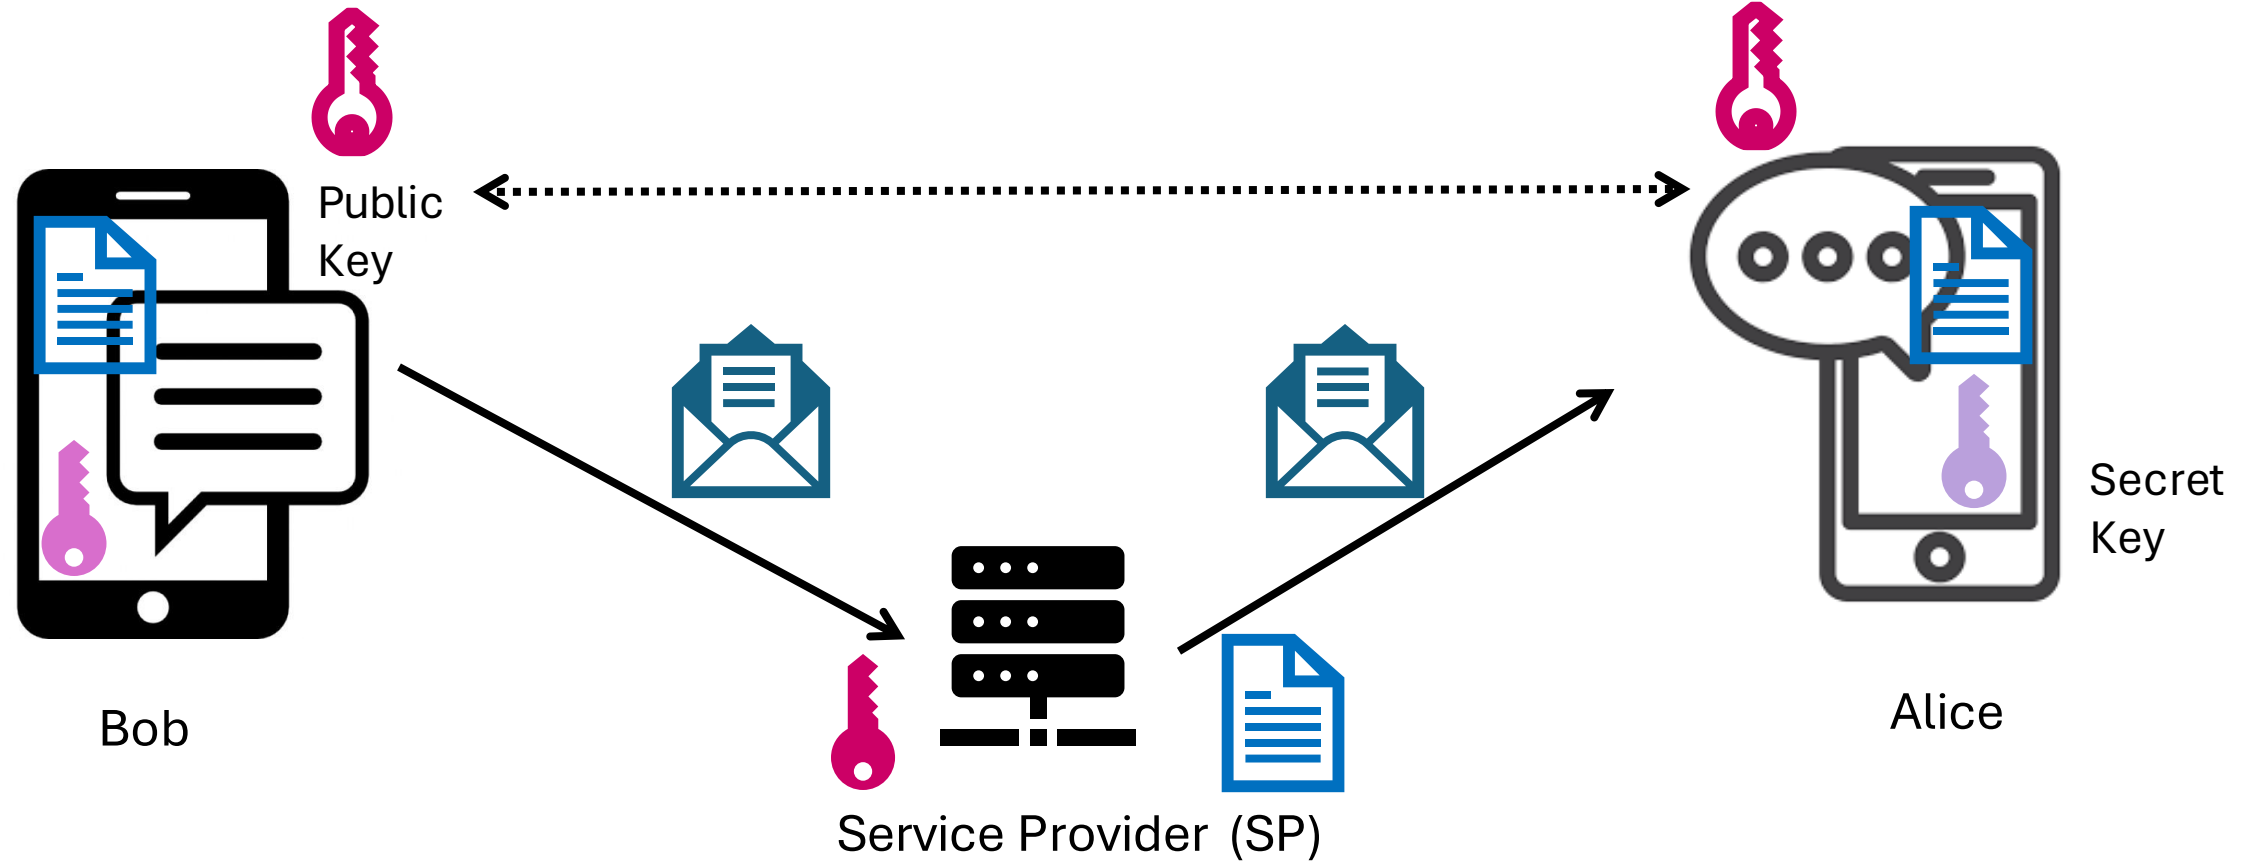 Public
Key
Secret
Key
Bob
Alice
Service Provider (SP)